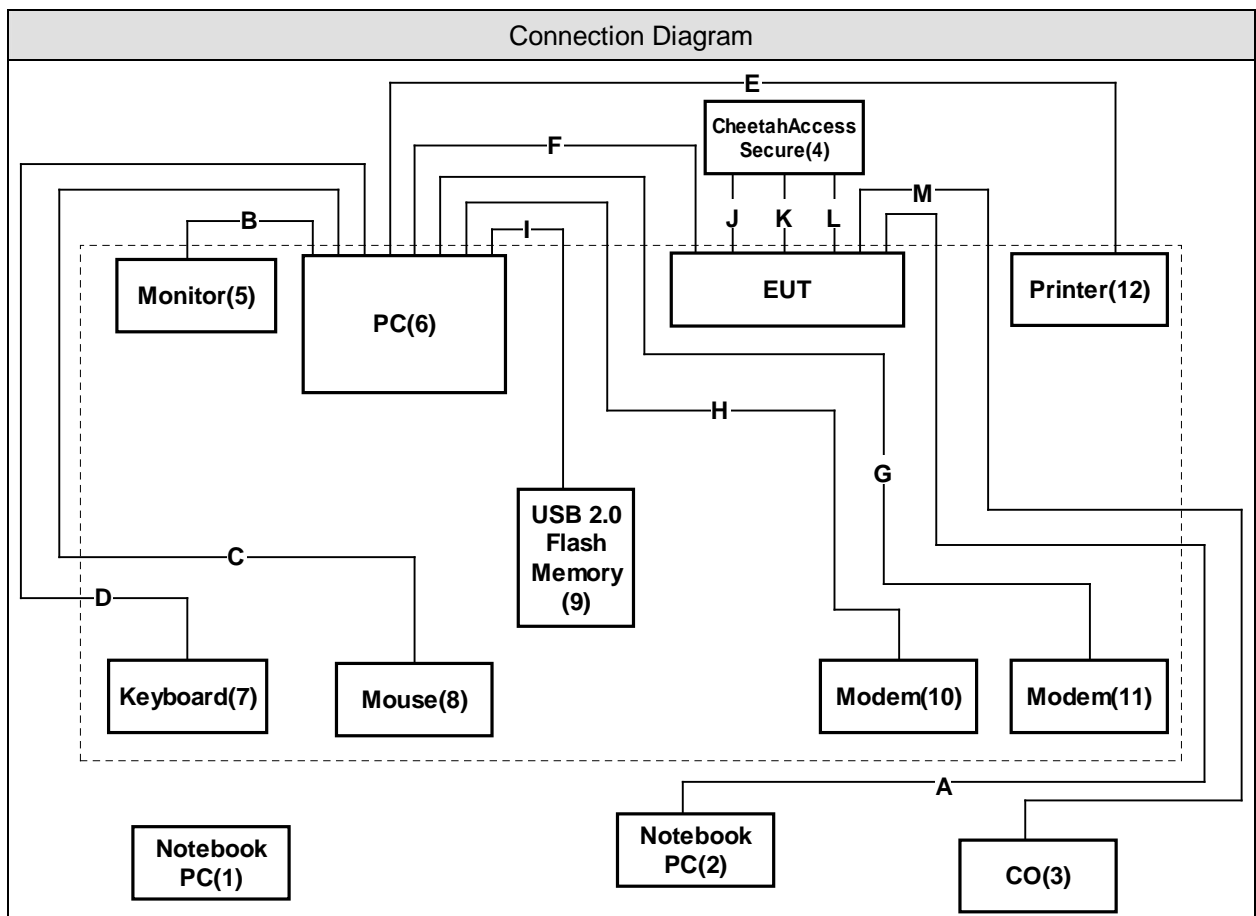 Connection Diagram
E
CheetahAccess
Secure(4)
F
M
B
I
J
K
L
Monitor(5)
PC(6)
EUT
Printer(12)
H
G
USB 2.0
Flash
Memory
(9)
C
D
Keyboard(7)
Mouse(8)
Modem(10)
Modem(11)
A
Notebook
PC(1)
Notebook
PC(2)
CO(3)